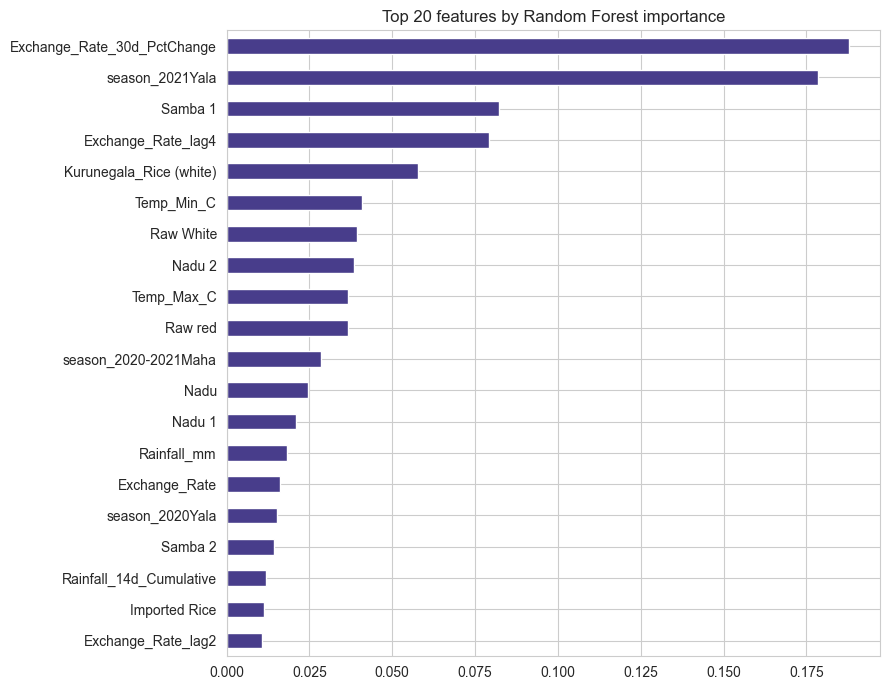 Top 20 features by Random Forest importance
Exchange_Rate_30d_PctChange
season_2021Yala
Samba 1
Exchange_Rate_lag4
Kurunegala_Rice (white)
Temp_Min_C
Raw White
Nadu 2
Temp_Max_C
Raw red
season_2020-2021Maha
Nadu
Nadu 1
Rainfall_mm
Exchange_Rate
season_2020Yala
Samba 2
Rainfall_14d_Cumulative
Imported Rice
Exchange_Rate_lag2
0.000 0.025 0.050 0.075 0.100 0.125 0.150 0.175